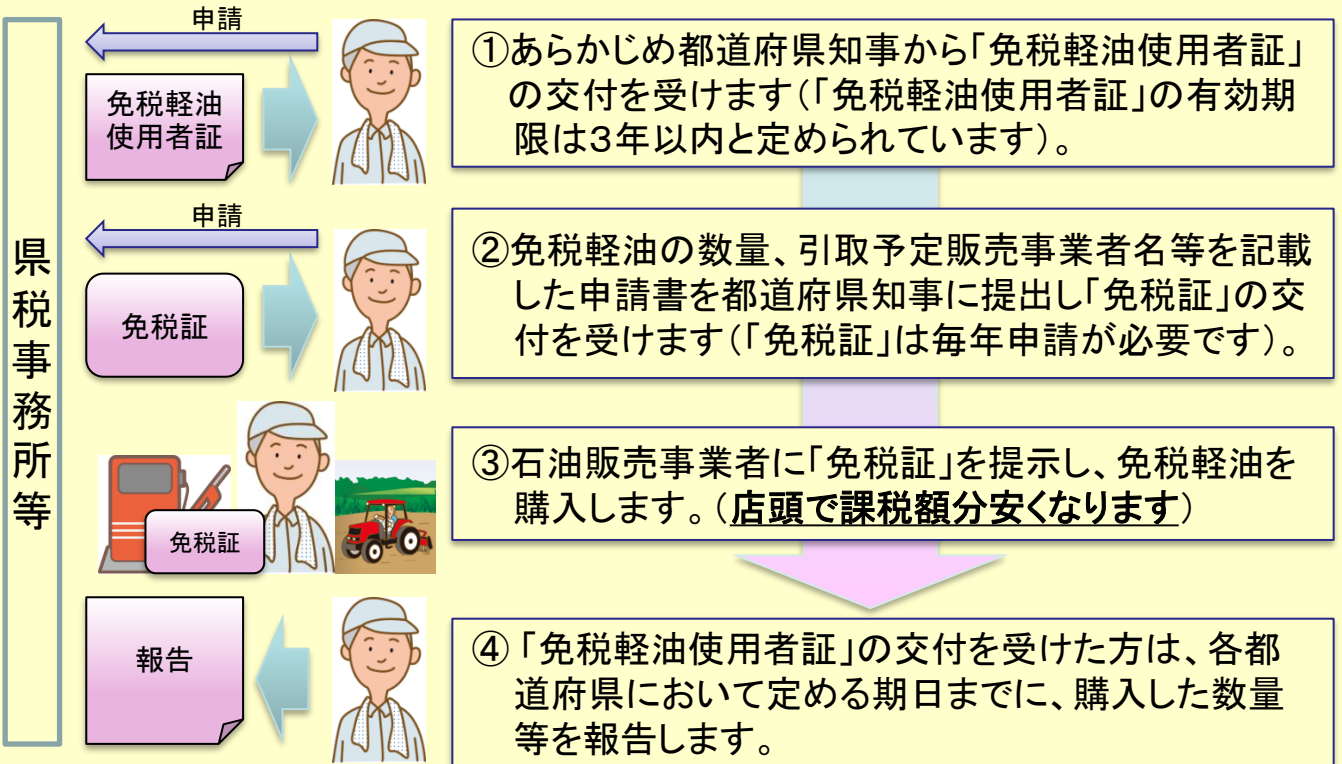 県税事務所等
申請
免税軽油
使用者証
①あらかじめ都道府県知事から「免税軽油使用者証」
の交付を受けます(「免税軽油使用者証」の有効期
限は3年以内と定められています)。
申請
免税証
②免税軽油の数量、引取予定販売事業者名等を記載
した申請書を都道府県知事に提出し「免税証」の交
付を受けます(「免税証」は毎年申請が必要です)。
免税証
③石油販売事業者に「免税証」を提示し、免税軽油を
購入します。(店頭で課税額分安くなります)
報告
④「免税軽油使用者証」の交付を受けた方は、各都
道府県において定める期日までに、購入した数量
等を報告します。